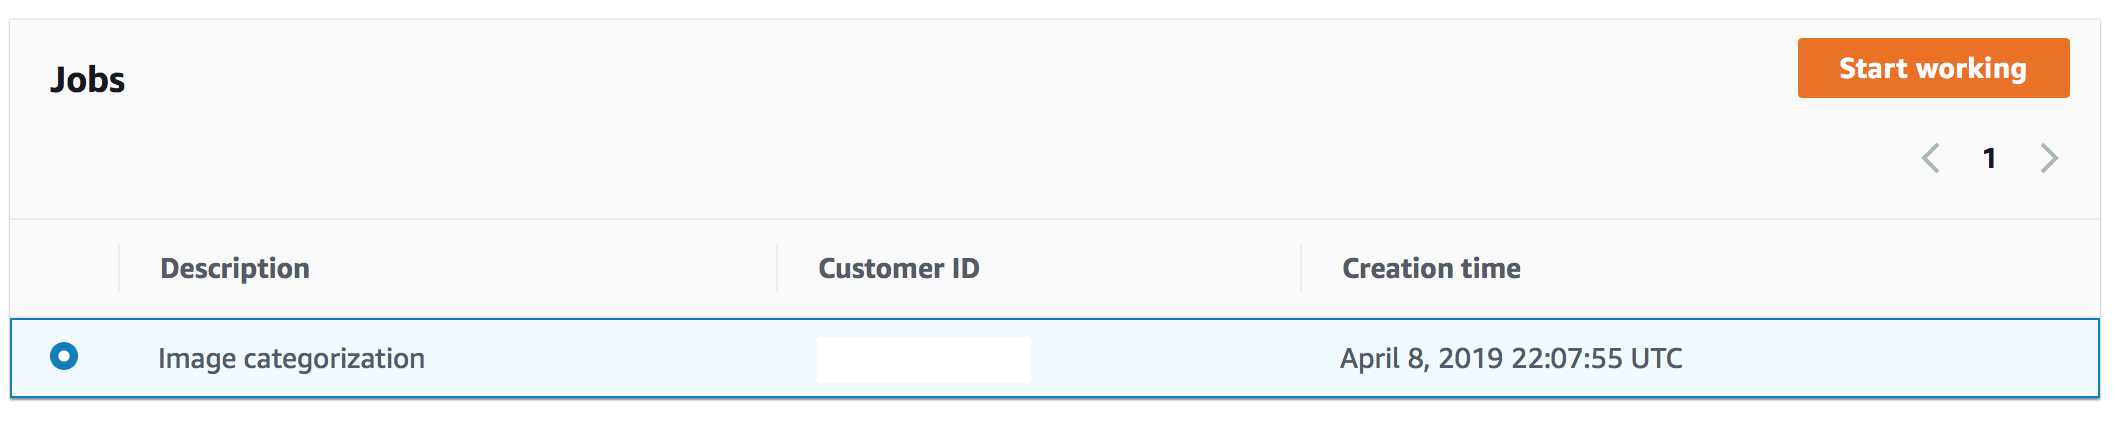 Jobs
Start working
1
Description Customer ID Creation time
Image categorization April 8, 2019 22:07:55 UTC